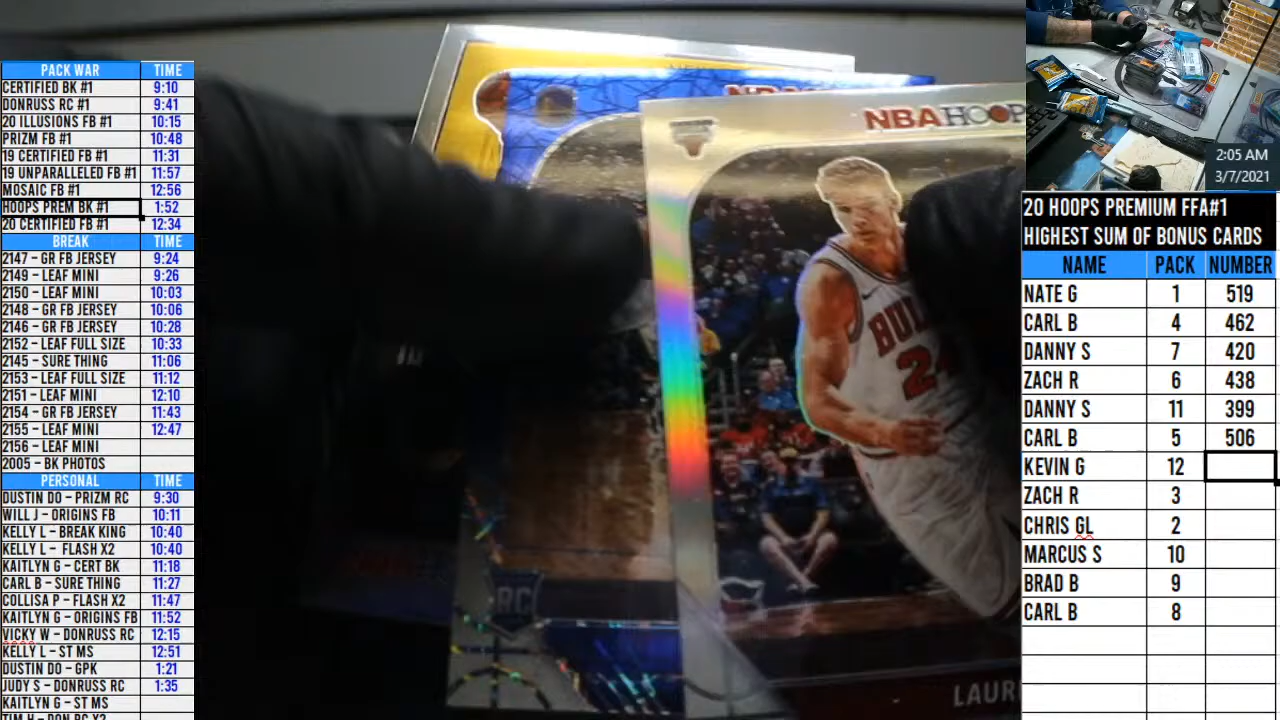 PACK WAR TIME
CERTIFIED BK #1 9:10
DONRUSS RC #1 9:41
20 ILLUSIONS FB #1 10:15
PRIZM FB #1 10:48
19 CERTIFIED FB #1 11:31
19 UNPARALLELED FB #1 11:57
MOSAIC FB #1 12:56
HOOPS PREM BK #1 1:52
20 CERTIFIED FB #1 12:34
BREAK TIME
2147 - GR FB JERSEY 9:24
2149 - LEAF MINI 9:26
2150 - LEAF MINI 10:03
2148 - GR FB JERSEY 10:06
2146 - GR FB JERSEY 10:28
2152 - LEAF FULL SIZE 10:33
2145 - SURE THING 11:06
2153 - LEAF FULL SIZE 11:12
2151 - LEAF MINI 12:10
2154 - GR FB JERSEY 11:43
2155 - LEAF MINI 12:47
2156 - LEAF MINI
2005 - BK PHOTOS
PERSONAL TIME
DUSTIN DO - PRIZM RC 9:30
WILL J - ORIGINS FB 10:11
KELLY L - BREAK KING 10:40
KELLY L - FLASH X2 10:40
KAITLYN G - CERT BK 11:18
CARL B - SURE THING 11:27
COLLISA P - FLASH X2 11:47
KAITLYN G - ORIGINS FB 11:52
VICKY W - DONRUSS RC 12:15
KELLY L - ST MS 12:51
DUSTIN DO - GPK 1:21
JUDY S - DONRUSS RC 1:35
KAITLYN G - ST MS
TIM H - DON RC X2
NBA HOOPS
BULL
24
RC
LAURI
2:05 AM
3/7/2021
20 HOOPS PREMIUM FFA#1
HIGHEST SUM OF BONUS CARDS
NAME PACK NUMBER
NATE G 1 519
CARL B 4 462
DANNY S 7 420
ZACH R 6 438
DANNY S 11 399
CARL B 5 506
KEVIN G 12
ZACH R 3
CHRIS GL 2
MARCUS S 10
BRAD B 9
CARL B 8